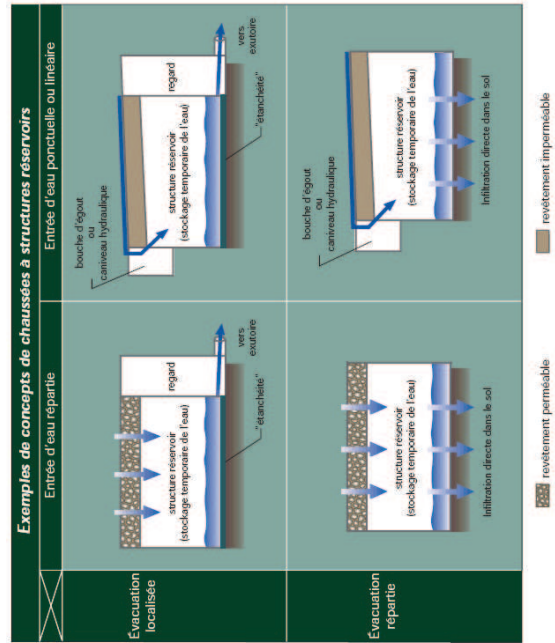 Exemples de concepts de chaussées à structures réservoirs
Entrée d'eau répartie
Entrée d'eau ponctuelle ou linéaire
Évacuation
localisée
structure réservoir
(stockage temporaire de l'eau)
regard
vers
exutoire
"étanchéité"
bouche d'égout
ou
caniveau hydraulique
structure réservoir
(stockage temporaire de l'eau)
regard
vers
exutoire
"étanchéité"
Évacuation
répartie
structure réservoir
(stockage temporaire de l'eau)
Infiltration directe dans le sol
bouche d'égout
ou
caniveau hydraulique
structure réservoir
(stockage temporaire de l'eau)
Infiltration directe dans le sol
revêtement perméable
revêtement imperméable